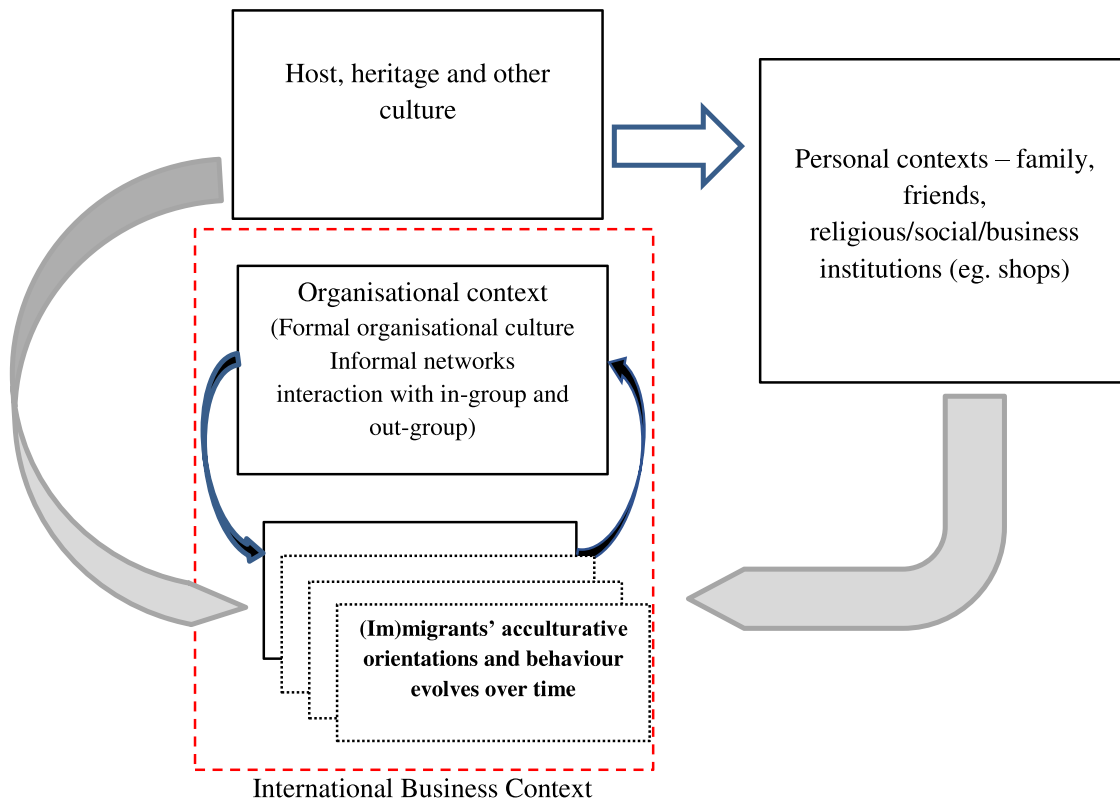 Host, heritage and other
culture
Personal contexts – family,
friends,
religious/social/business
institutions (eg. shops)
Organisational context
(Formal organisational culture
Informal networks
interaction with in-group and
out-group)
(Im)migrants’ acculturative
orientations and behaviour
evolves over time
International Business Context